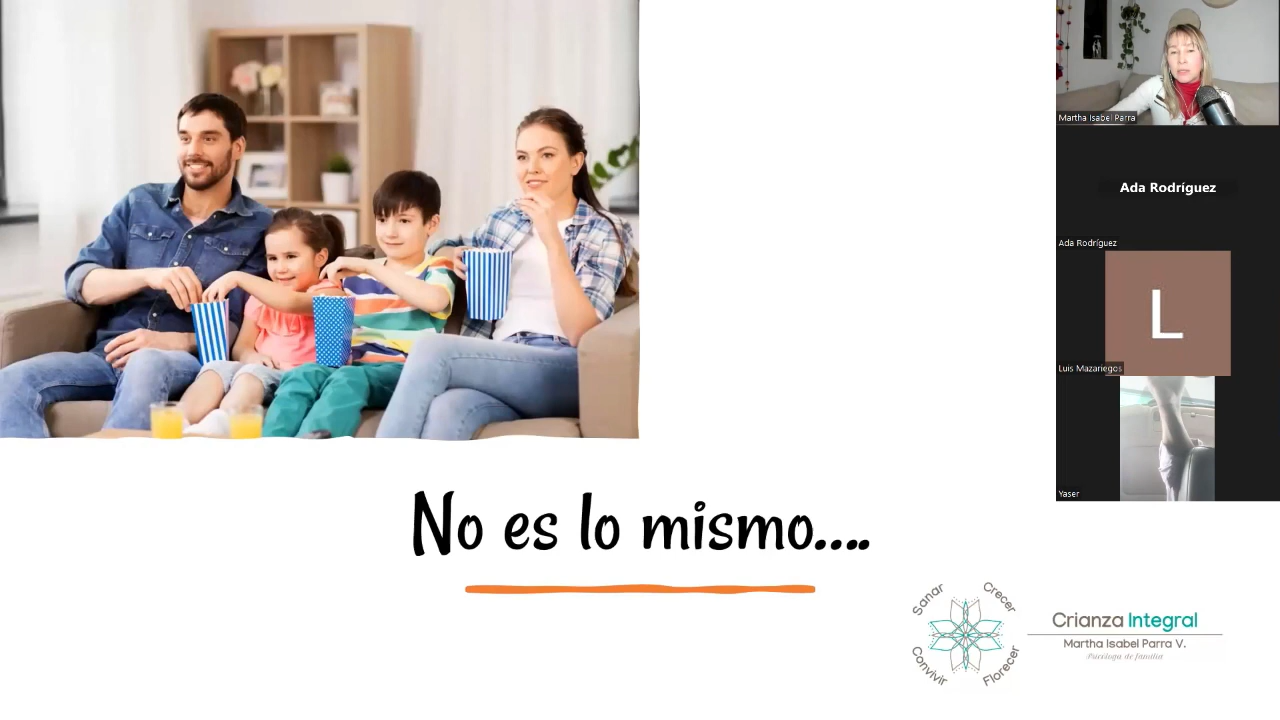 Martha Isabel Parra
Ada Rodríguez
Ada Rodríguez
L
Luis Mazariegos
Yaser
No es lo mismo....
Sanar
Crecer
Convivir
Florecer
Crianza Integral
Martha Isabel Parra V.
Psicóloga de familia